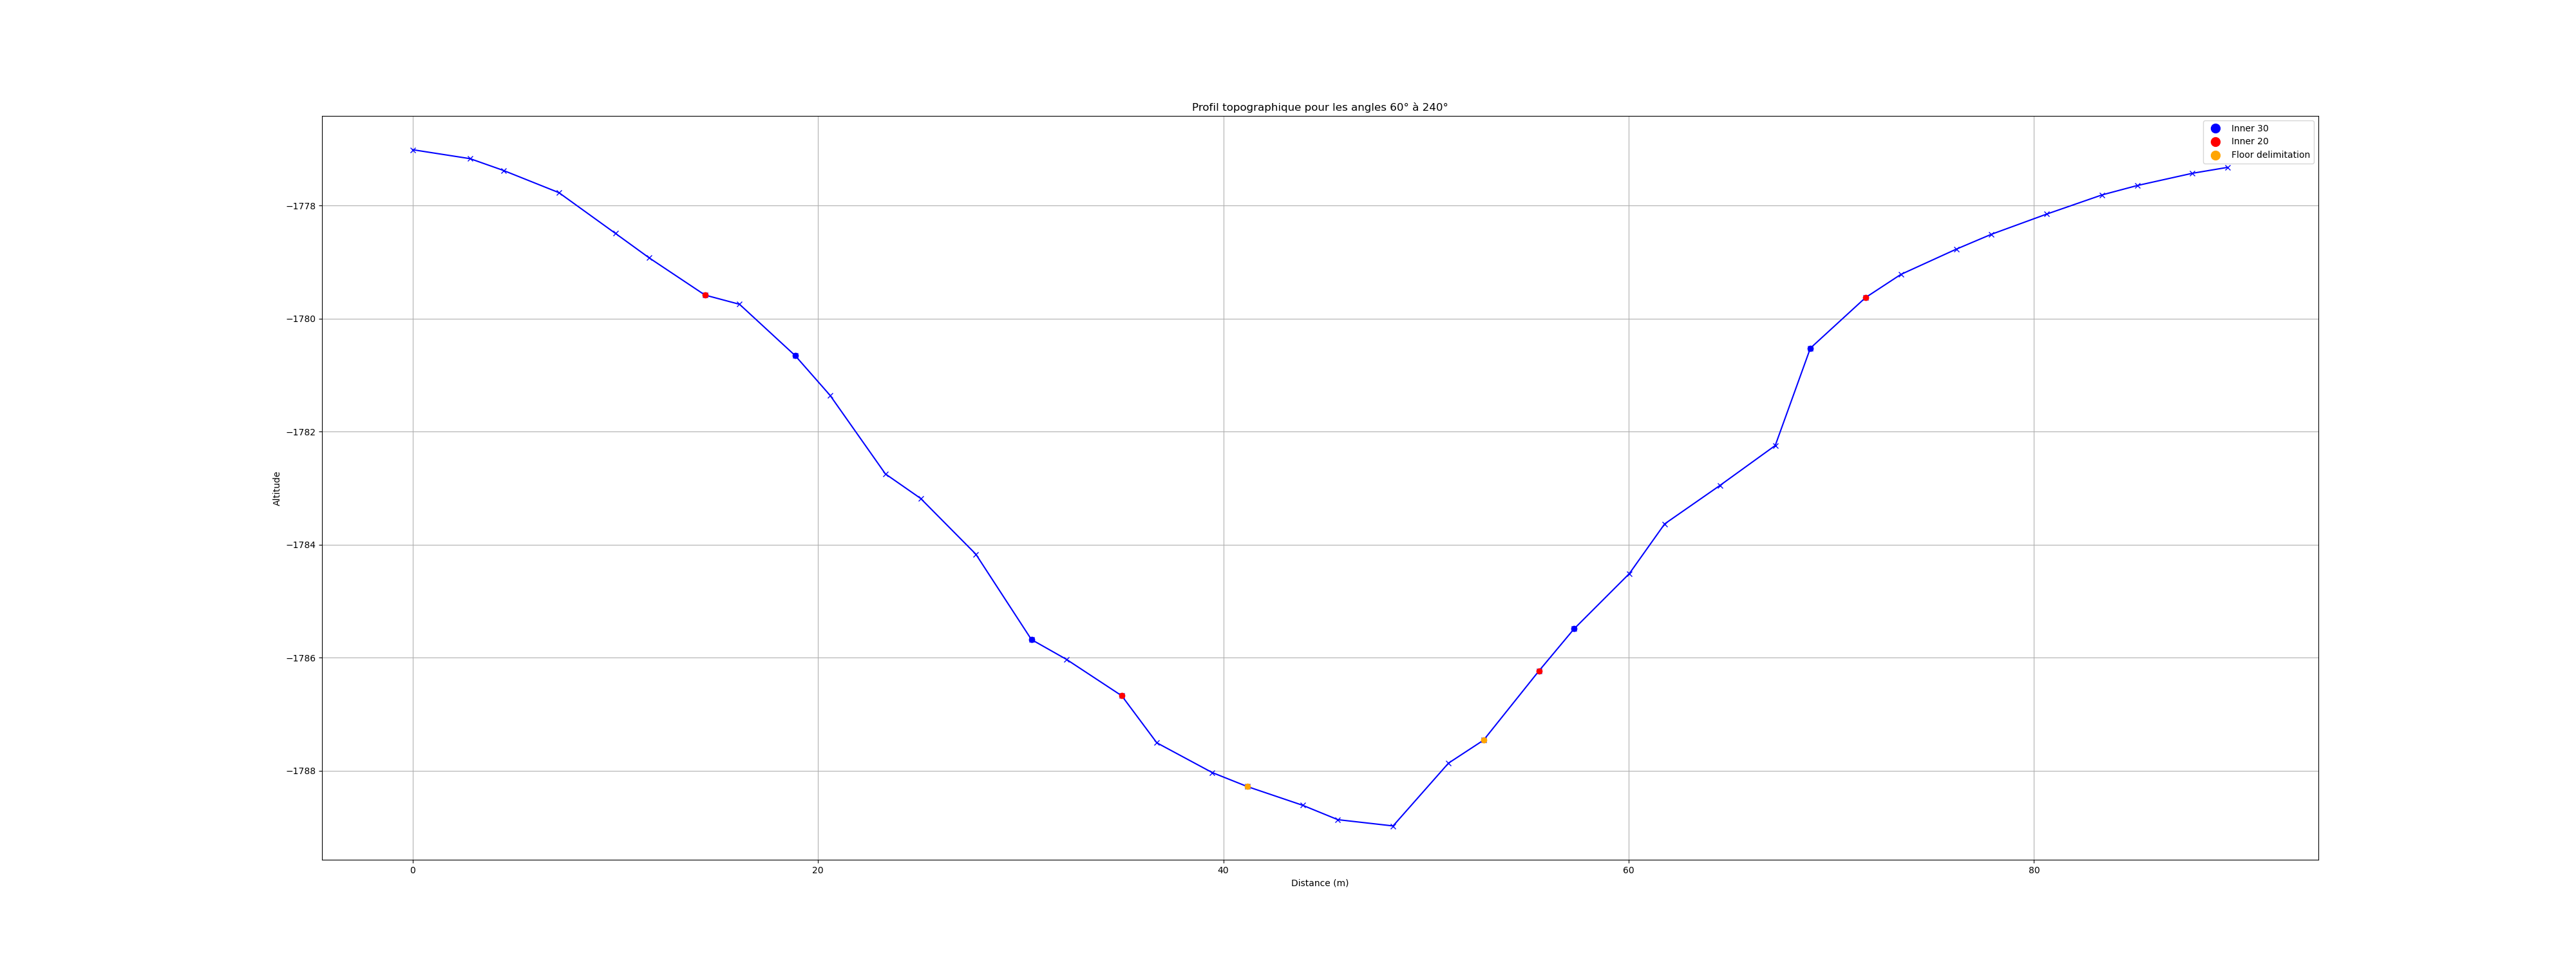 Profil topographique pour les angles 60° à 240°
Inner 30
Inner 20
Floor delimitation
−1778
−1780
−1782
−1784
−1786
−1788
Altitude
0
20
40
60
80
Distance (m)